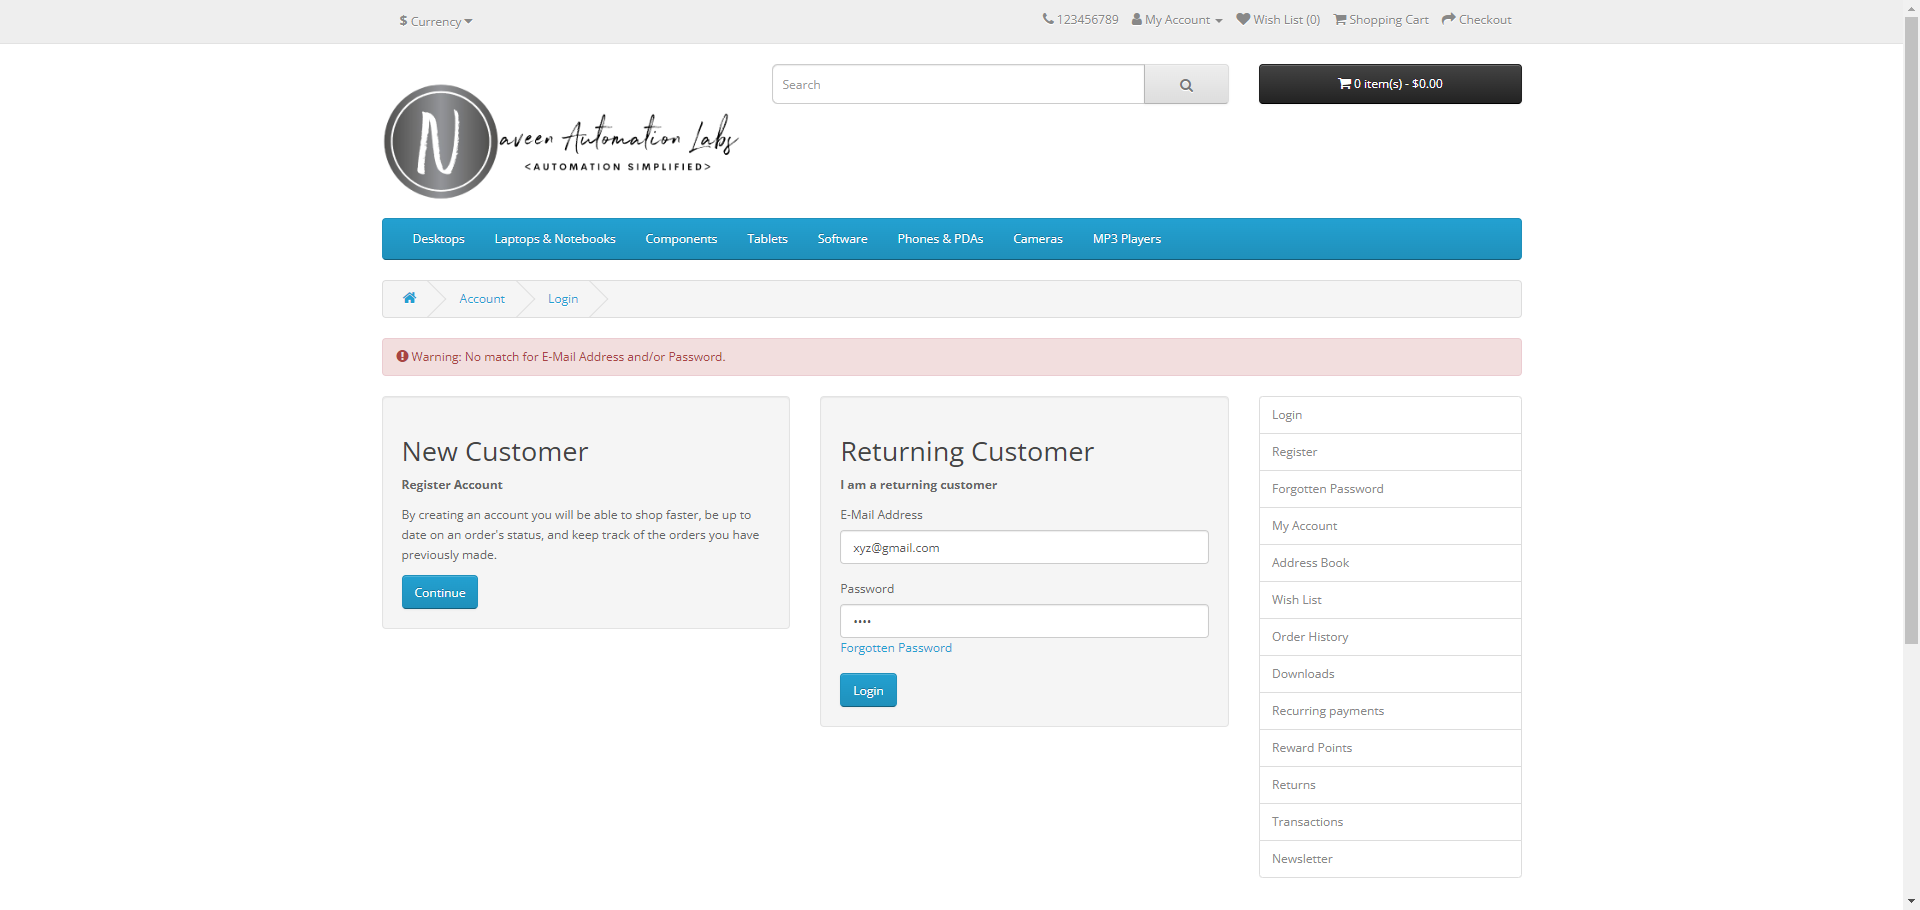 $ Currency
123456789 My Account Wish List (0) Shopping Cart Checkout
Search
0 item(s) - $0.00
Naveen Automation Labs
<AUTOMATION SIMPLIFIED>
Desktops Laptops & Notebooks Components Tablets Software Phones & PDAs Cameras MP3 Players
Account Login
Warning: No match for E-Mail Address and/or Password.
New Customer
Register Account
By creating an account you will be able to shop faster, be up to
date on an order's status, and keep track of the orders you have
previously made.
Continue
Returning Customer
I am a returning customer
E-Mail Address
xyz@gmail.com
Password
••••
Forgotten Password
Login
Login
Register
Forgotten Password
My Account
Address Book
Wish List
Order History
Downloads
Recurring payments
Reward Points
Returns
Transactions
Newsletter